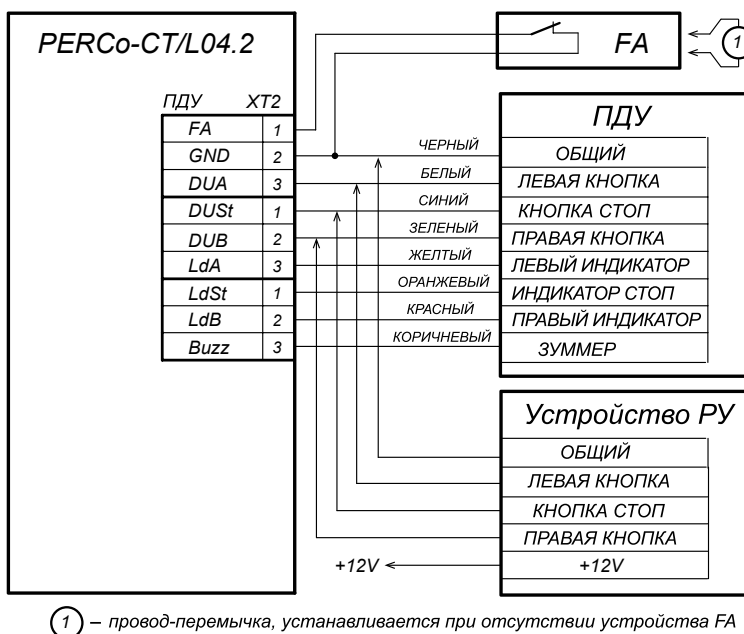 PERCo-CT/L04.2
FA
1
ПДУ XT2
FA 1
GND 2
DUA 3
DUSt 1
DUB 2
LdA 3
LdSt 1
LdB 2
Buzz 3
ЧЕРНЫЙ
БЕЛЫЙ
СИНИЙ
ЗЕЛЕНЫЙ
ЖЕЛТЫЙ
ОРАНЖЕВЫЙ
КРАСНЫЙ
КОРИЧНЕВЫЙ
ПДУ
ОБЩИЙ
ЛЕВАЯ КНОПКА
КНОПКА СТОП
ПРАВАЯ КНОПКА
ЛЕВЫЙ ИНДИКАТОР
ИНДИКАТОР СТОП
ПРАВЫЙ ИНДИКАТОР
ЗУММЕР
Устройство РУ
ОБЩИЙ
ЛЕВАЯ КНОПКА
КНОПКА СТОП
ПРАВАЯ КНОПКА
+12V
+12V
1 – провод-перемычка, устанавливается при отсутствии устройства FA